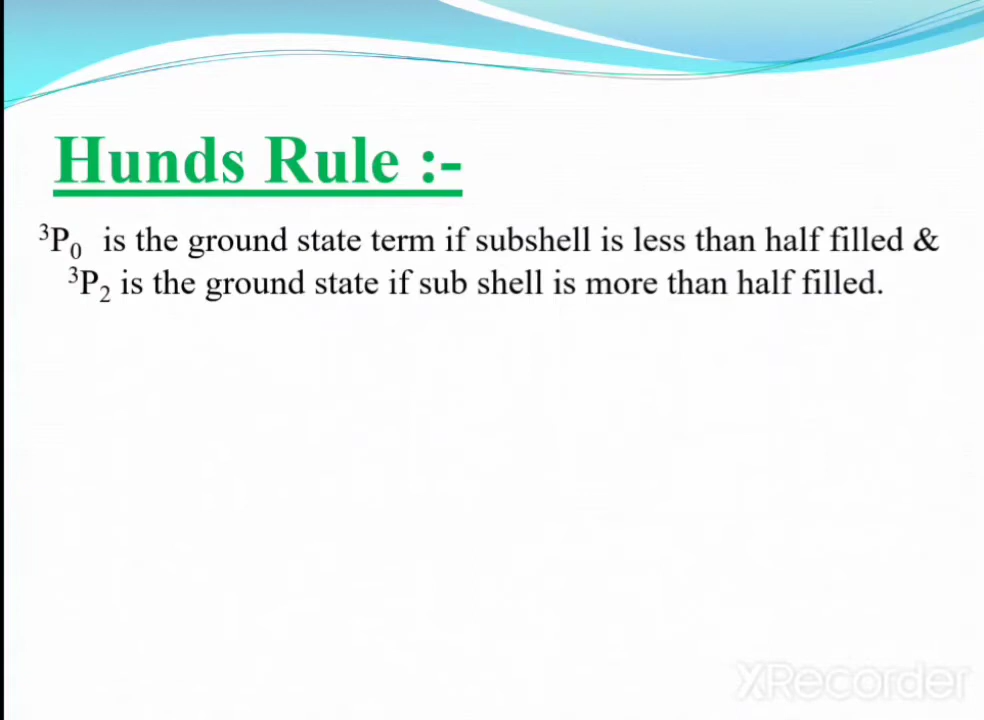 Hunds Rule :-
³P₀ is the ground state term if subshell is less than half filled &
³P₂ is the ground state if sub shell is more than half filled.
XRecorder